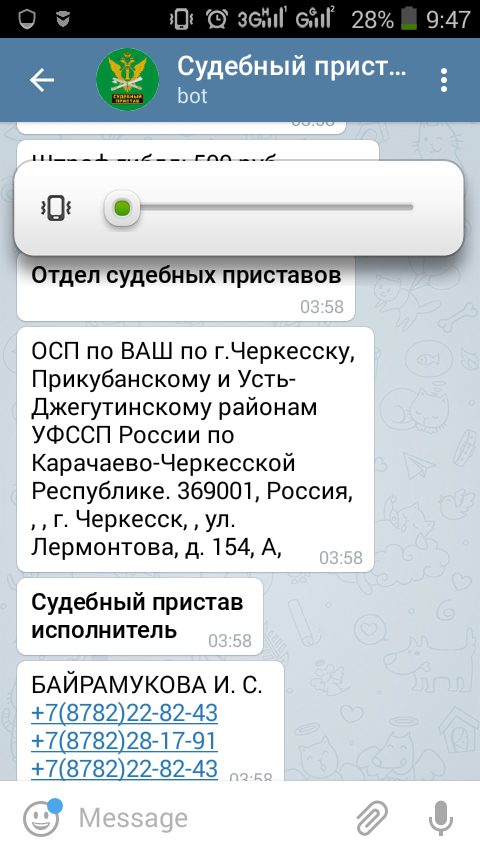 3G
G
28%
9:47
СУДЕБНЫЙ
ПРИСТАВ
Судебный прист...
bot
03:58
Штраф гибдд: 500 руб
Отдел судебных приставов
03:58
ОСП по ВАШ по г.Черкесску,
Прикубанскому и Усть-
Джегутинскому районам
УФССП России по
Карачаево-Черкесской
Республике. 369001, Россия,
, , г. Черкесск, , ул.
Лермонтова, д. 154, А,
03:58
Судебный пристав
исполнитель
03:58
БАЙРАМУКОВА И. С.
+7(8782)22-82-43
+7(8782)28-17-91
+7(8782)22-82-43
03:58
Message